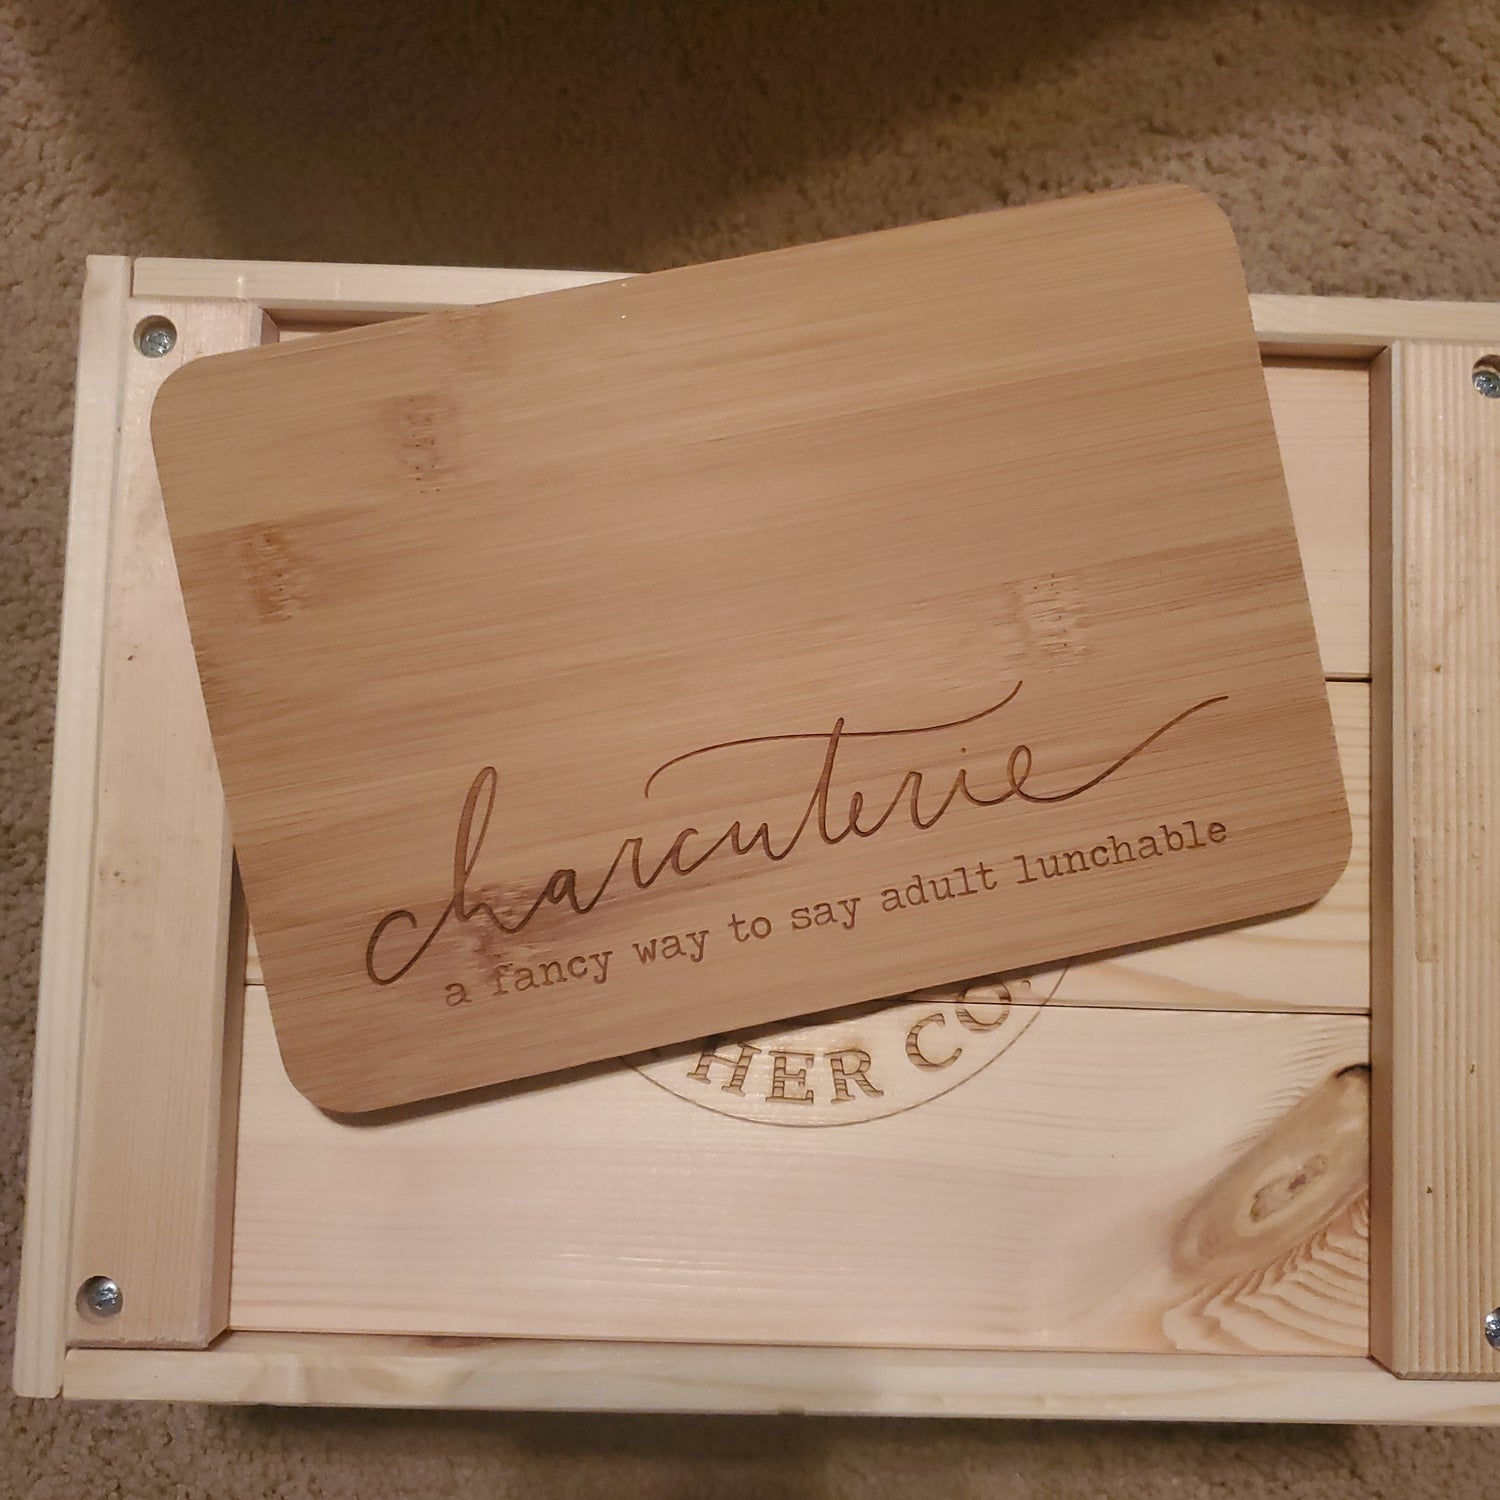 charcuterie
a fancy way to say adult lunchable
HER CO.